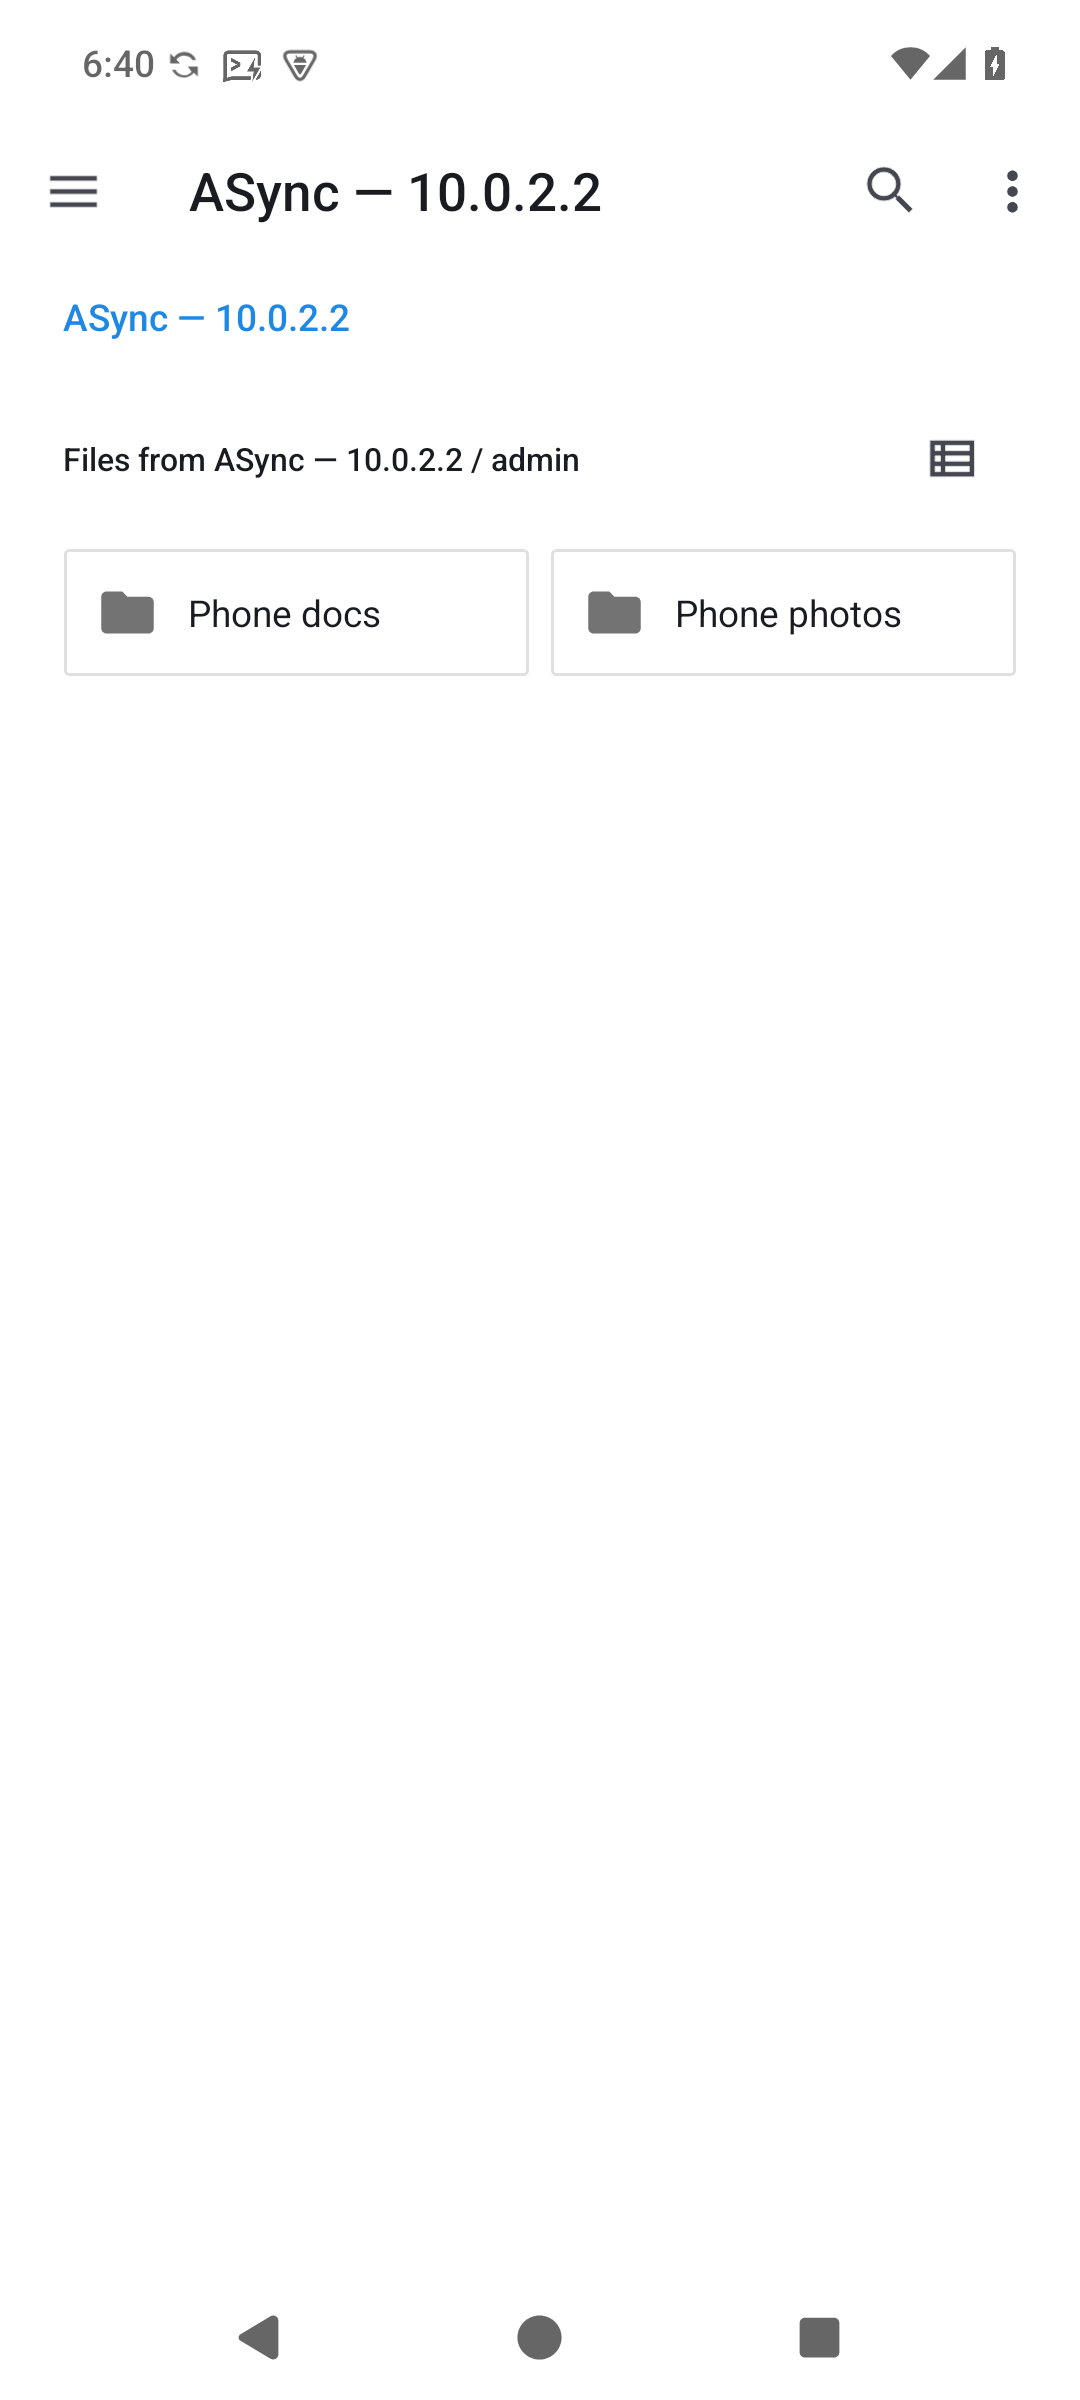 6:40
ASync — 10.0.2.2
ASync — 10.0.2.2
Files from ASync — 10.0.2.2 / admin
Phone docs
Phone photos